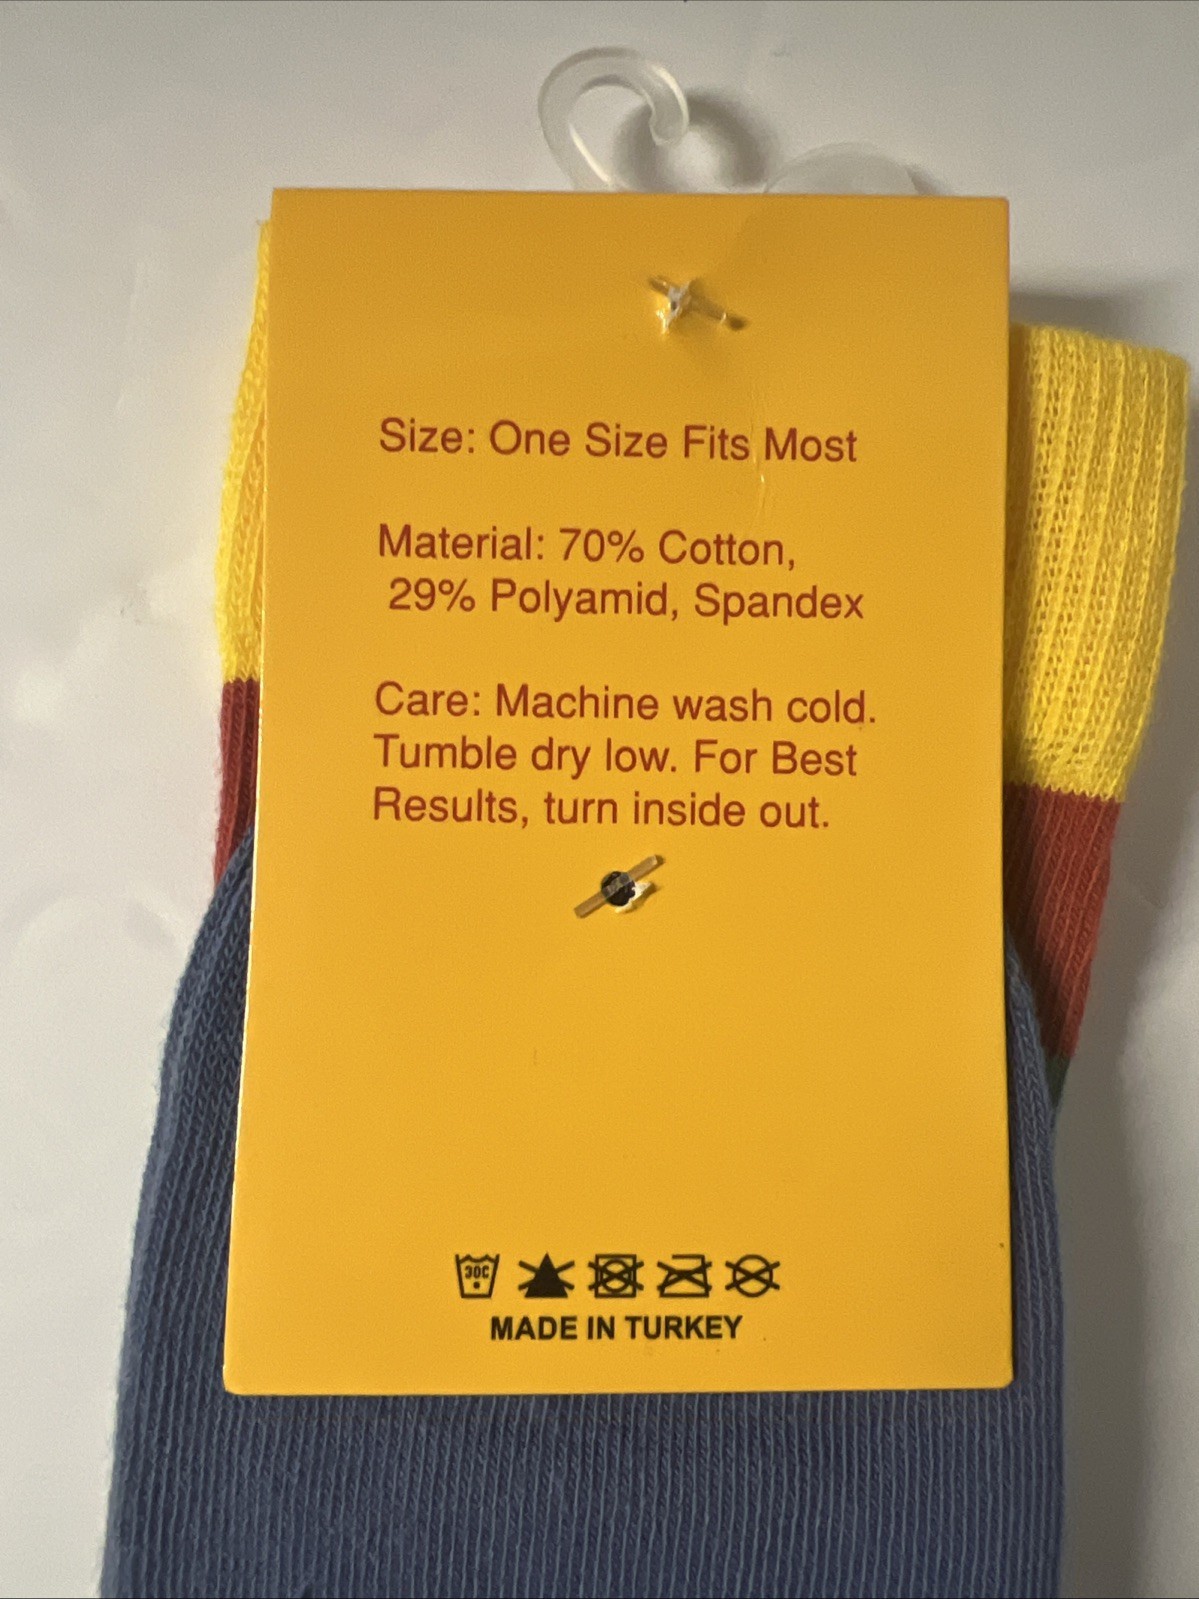 Size: One Size Fits Most
Material: 70% Cotton,
29% Polyamid, Spandex
Care: Machine wash cold.
Tumble dry low. For Best
Results, turn inside out.
30C
MADE IN TURKEY